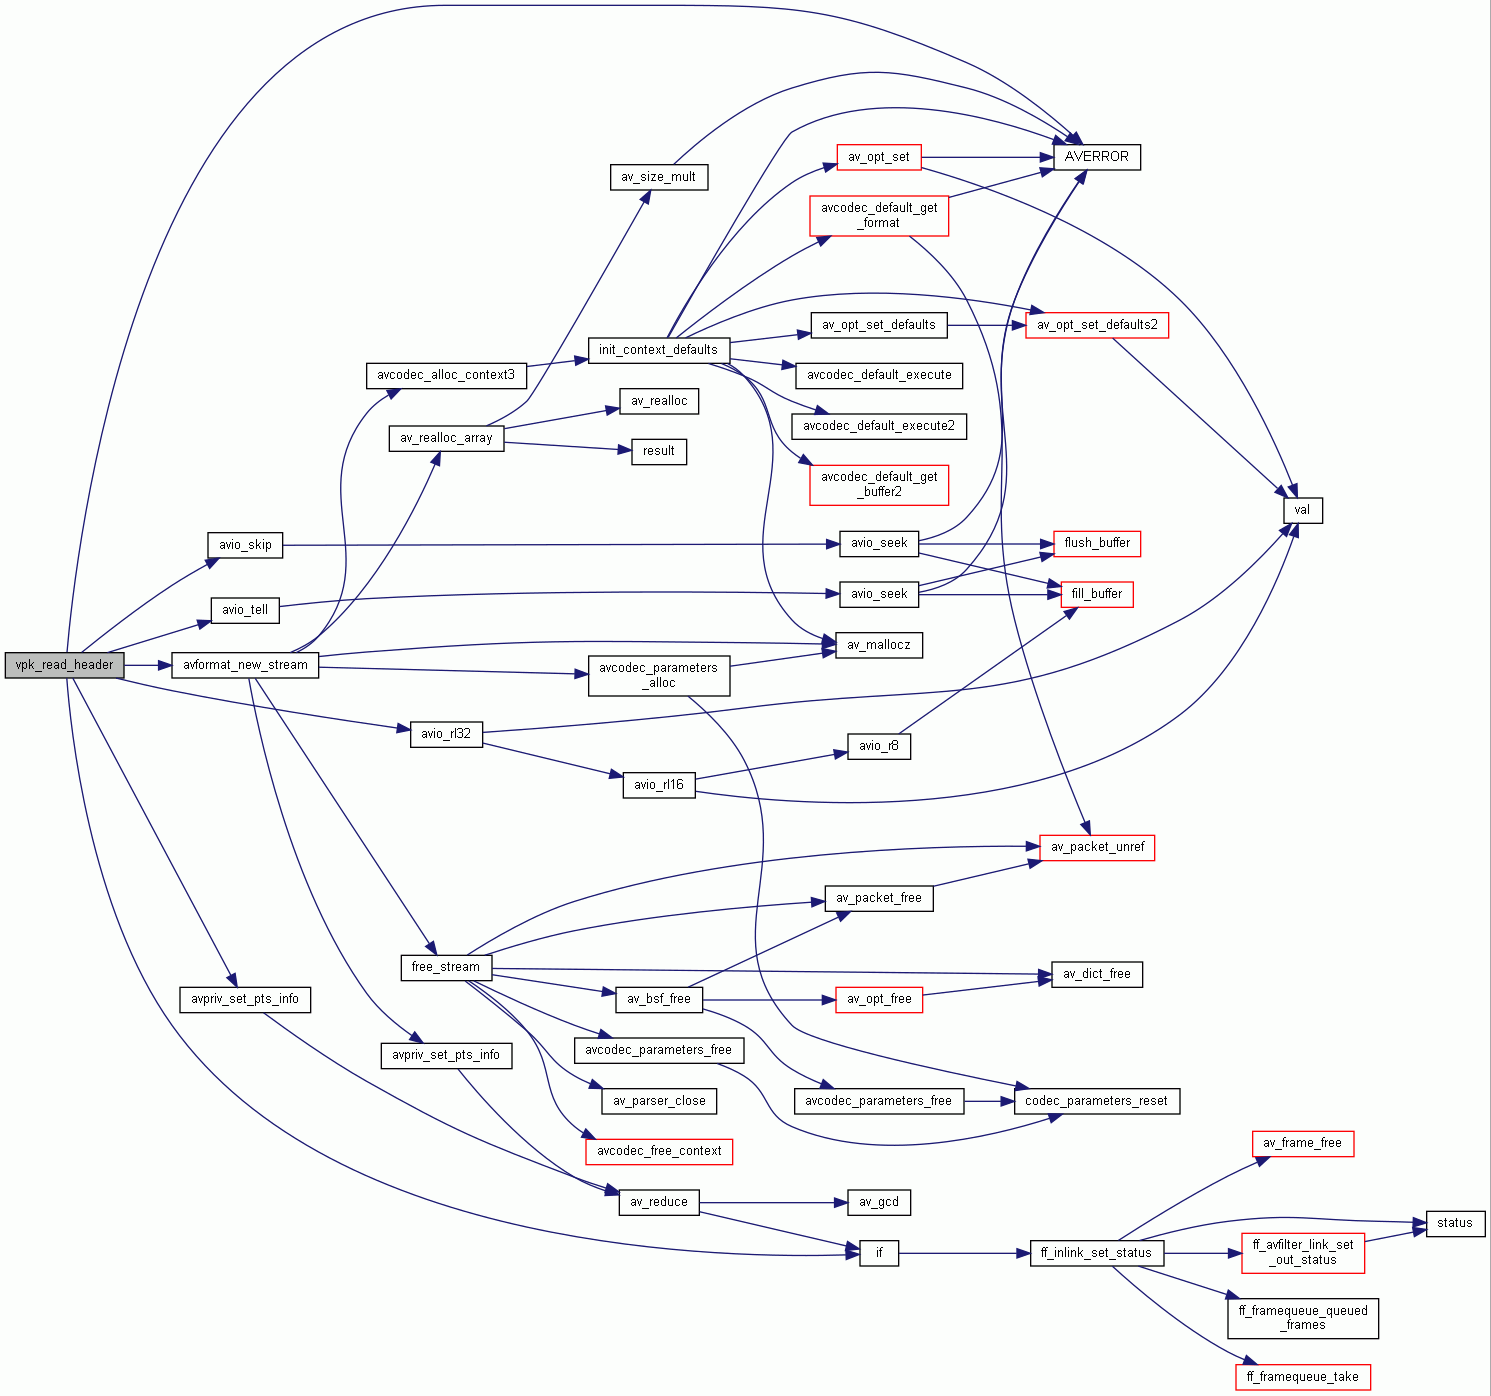 AVERROR
av_opt_set
av_size_mult
avcodec_default_get
_format
av_opt_set_defaults
av_opt_set_defaults2
init_context_defaults
avcodec_alloc_context3
avcodec_default_execute
av_realloc
avcodec_default_execute2
av_realloc_array
result
avcodec_default_get
_buffer2
val
avio_skip
avio_seek
flush_buffer
avio_tell
avio_seek
fill_buffer
av_mallocz
vpk_read_header
avformat_new_stream
avcodec_parameters
_alloc
avio_rl32
avio_r8
avio_rl16
av_packet_unref
av_packet_free
free_stream
av_dict_free
avpriv_set_pts_info
av_bsf_free
av_opt_free
avpriv_set_pts_info
avcodec_parameters_free
av_parser_close
avcodec_parameters_free
codec_parameters_reset
avcodec_free_context
av_frame_free
av_reduce
av_gcd
status
if
ff_inlink_set_status
ff_avfilter_link_set
_out_status
ff_framequeue_queued
_frames
ff_framequeue_take